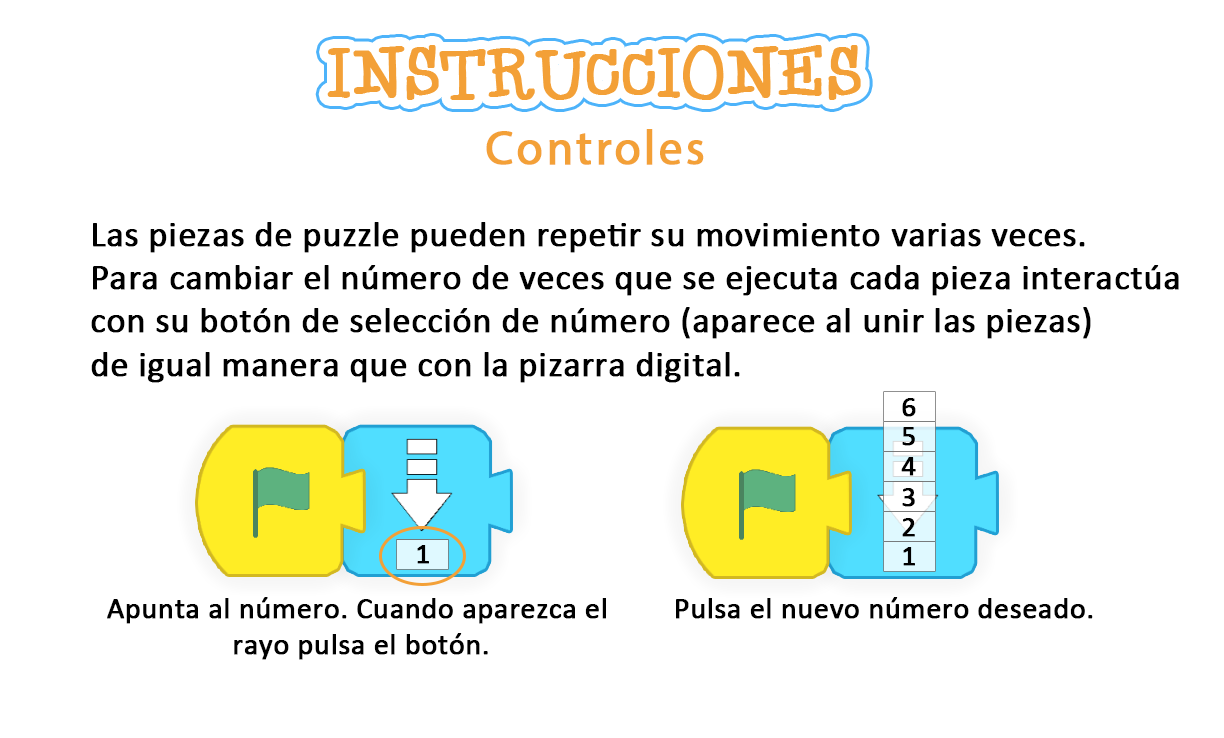 INSTRUCCIONES
Controles
Las piezas de puzzle pueden repetir su movimiento varias veces.
Para cambiar el número de veces que se ejecuta cada pieza interactúa
con su botón de selección de número (aparece al unir las piezas)
de igual manera que con la pizarra digital.
1
6
5
4
3
2
1
Apunta al número. Cuando aparezca el
rayo pulsa el botón.
Pulsa el nuevo número deseado.